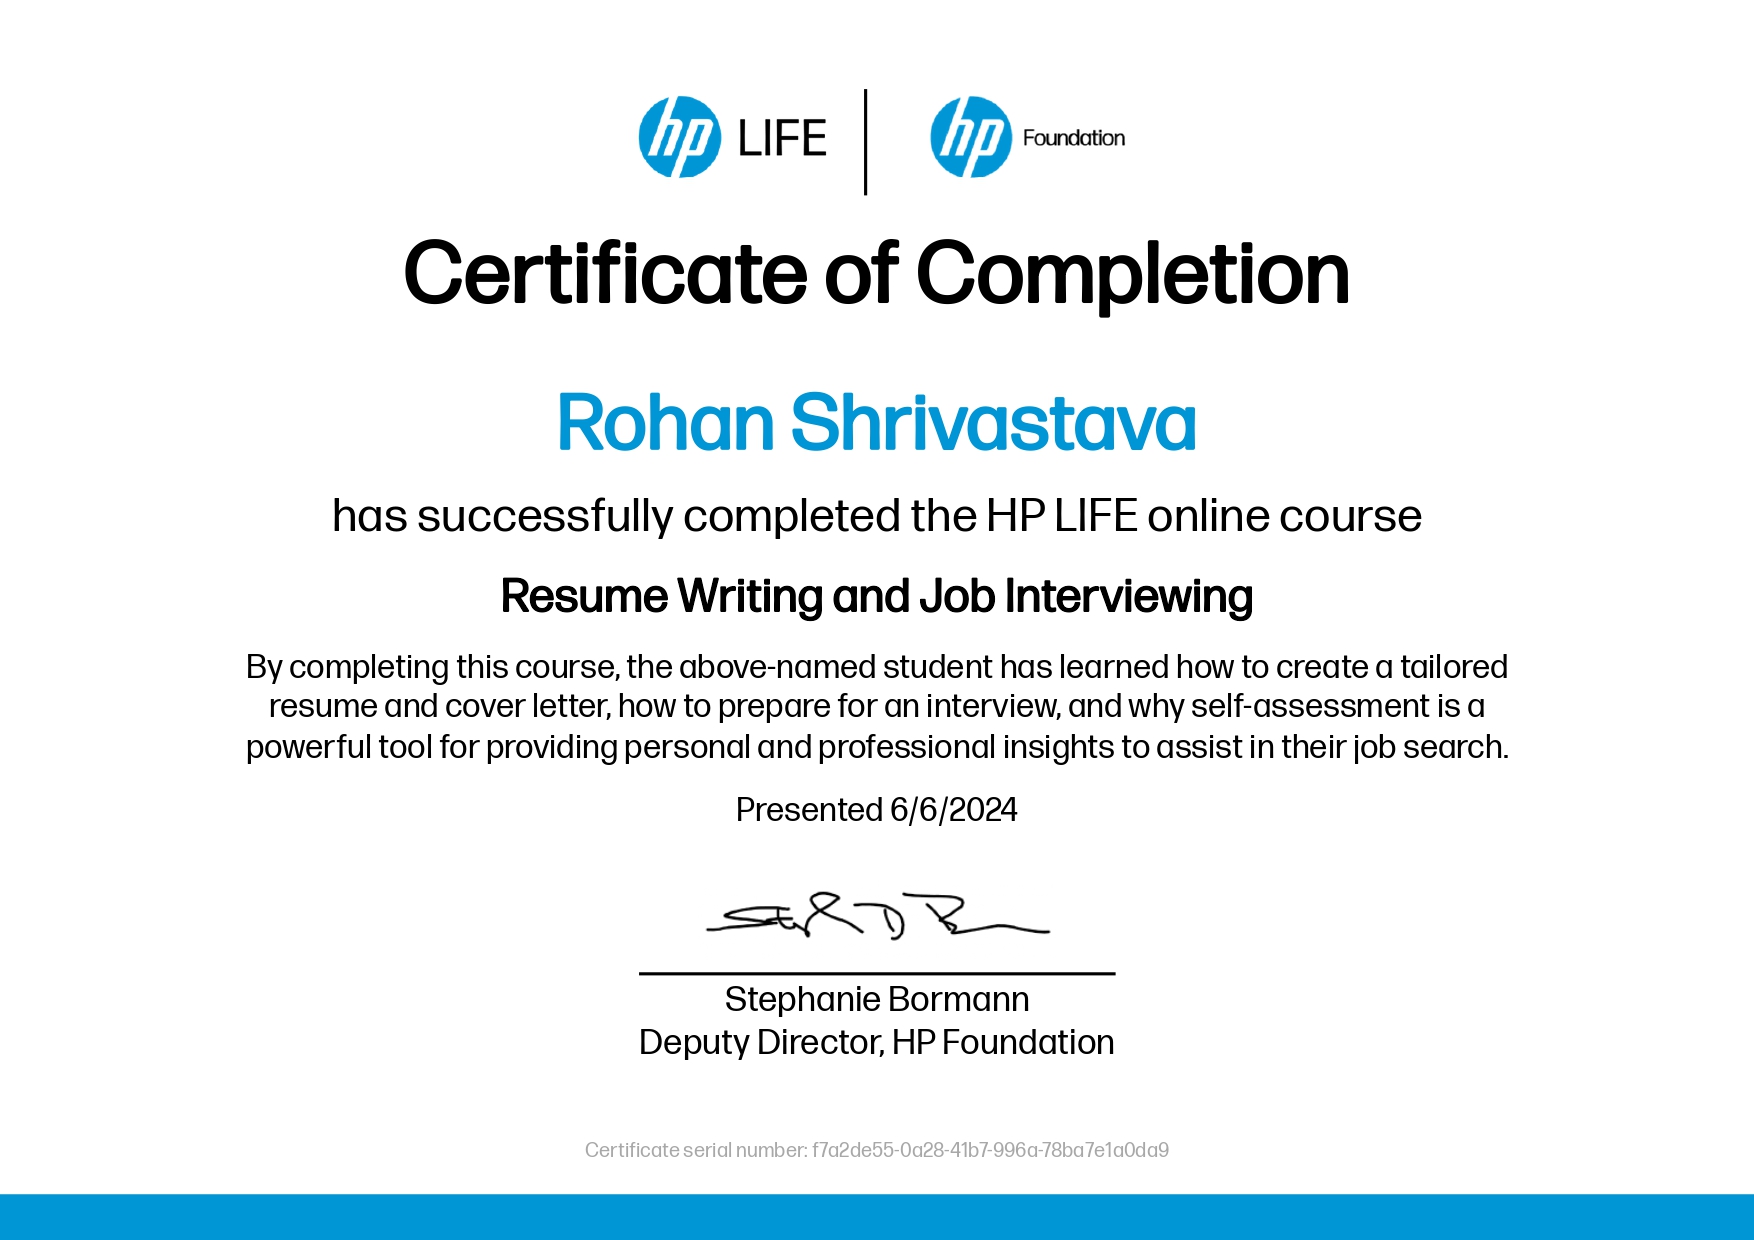 hp LIFE
hp Foundation
Certificate of Completion
Rohan Shrivastava
has successfully completed the HP LIFE online course
Resume Writing and Job Interviewing
By completing this course, the above-named student has learned how to create a tailored
resume and cover letter, how to prepare for an interview, and why self-assessment is a
powerful tool for providing personal and professional insights to assist in their job search.
Presented 6/6/2024
Stephanie Bormann
Deputy Director, HP Foundation
Certificate serial number: f7a2de55-0a28-41b7-996a-78ba7e1a0da9